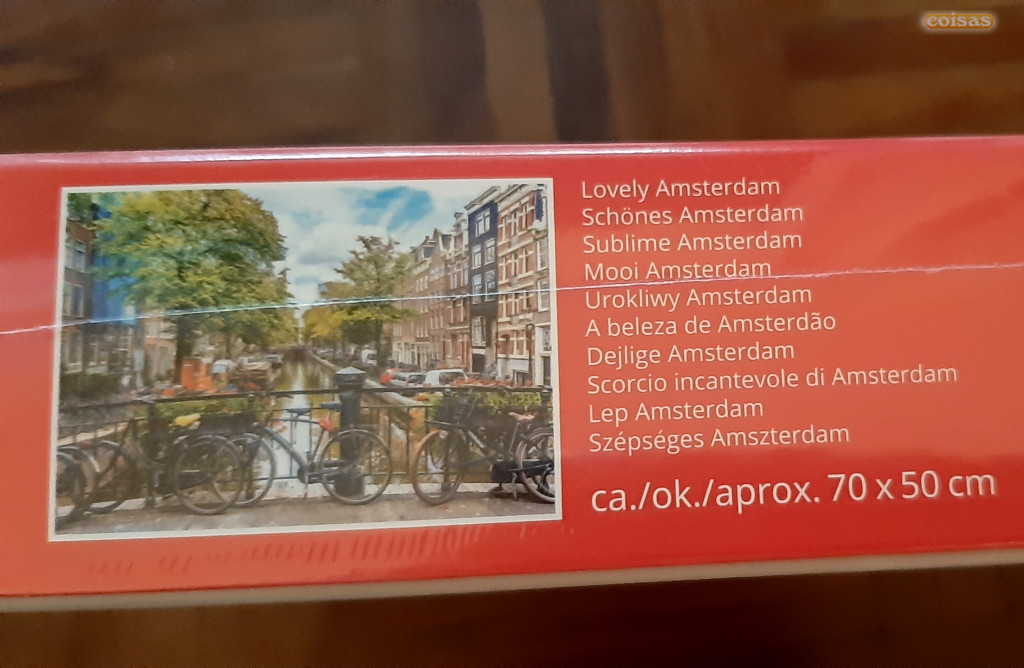 coisas
Lovely Amsterdam
Schönes Amsterdam
Sublime Amsterdam
Mooi Amsterdam
Urokliwy Amsterdam
A beleza de Amsterdão
Dejlige Amsterdam
Scorcio incantevole di Amsterdam
Lep Amsterdam
Szépséges Amszterdam
ca./ok./aprox. 70 x 50 cm